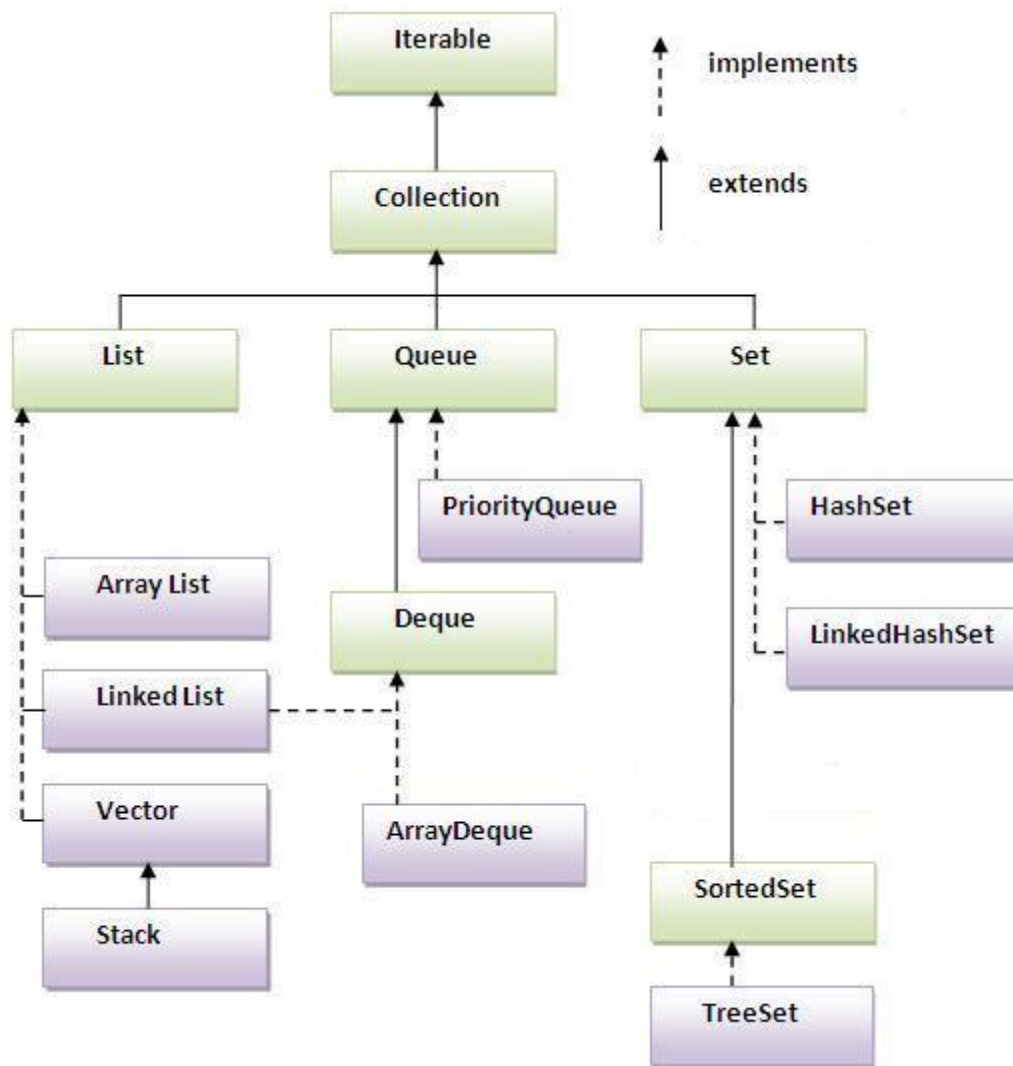 Iterable
implements
extends
Collection
List
Queue
Set
PriorityQueue
HashSet
Array List
Deque
LinkedHashSet
Linked List
Vector
ArrayDeque
SortedSet
Stack
TreeSet